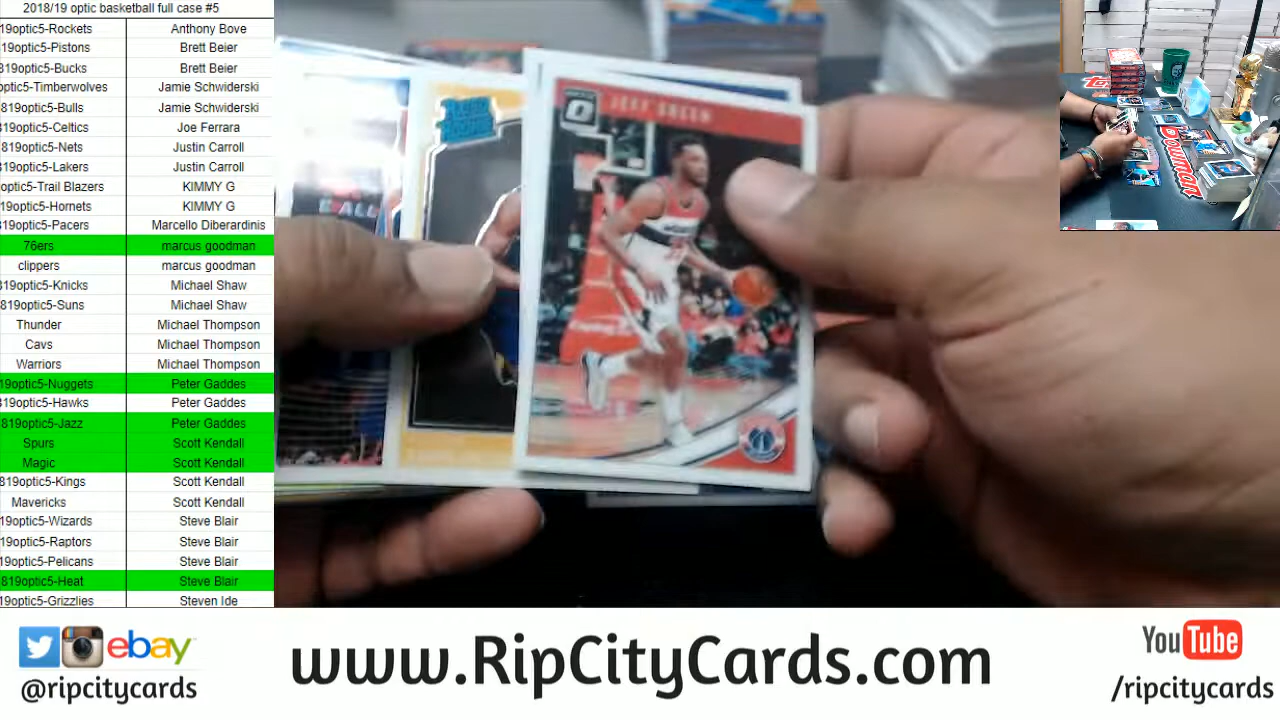 2018/19 optic basketball full case #5
19optic5-Rockets Anthony Bove
19optic5-Pistons Brett Beier
819optic5-Bucks Brett Beier
optic5-Timberwolves Jamie Schwiderski
819optic5-Bulls Jamie Schwiderski
819optic5-Celtics Joe Ferrara
819optic5-Nets Justin Carroll
819optic5-Lakers Justin Carroll
optic5-Trail Blazers KIMMY G
9optic5-Hornets KIMMY G
819optic5-Pacers Marcello Diberardinis
76ers marcus goodman
clippers marcus goodman
819optic5-Knicks Michael Shaw
819optic5-Suns Michael Shaw
Thunder Michael Thompson
Cavs Michael Thompson
Warriors Michael Thompson
19optic5-Nuggets Peter Gaddes
19optic5-Hawks Peter Gaddes
819optic5-Jazz Peter Gaddes
Spurs Scott Kendall
Magic Scott Kendall
819optic5-Kings Scott Kendall
Mavericks Scott Kendall
19optic5-Wizards Steve Blair
19optic5-Raptors Steve Blair
19optic5-Pelicans Steve Blair
819optic5-Heat Steve Blair
19optic5-Grizzlies Steven Ide
JEFF GREEN
Bowman
ebay
@ripcitycards
www.RipCityCards.com
YouTube
/ripcitycards